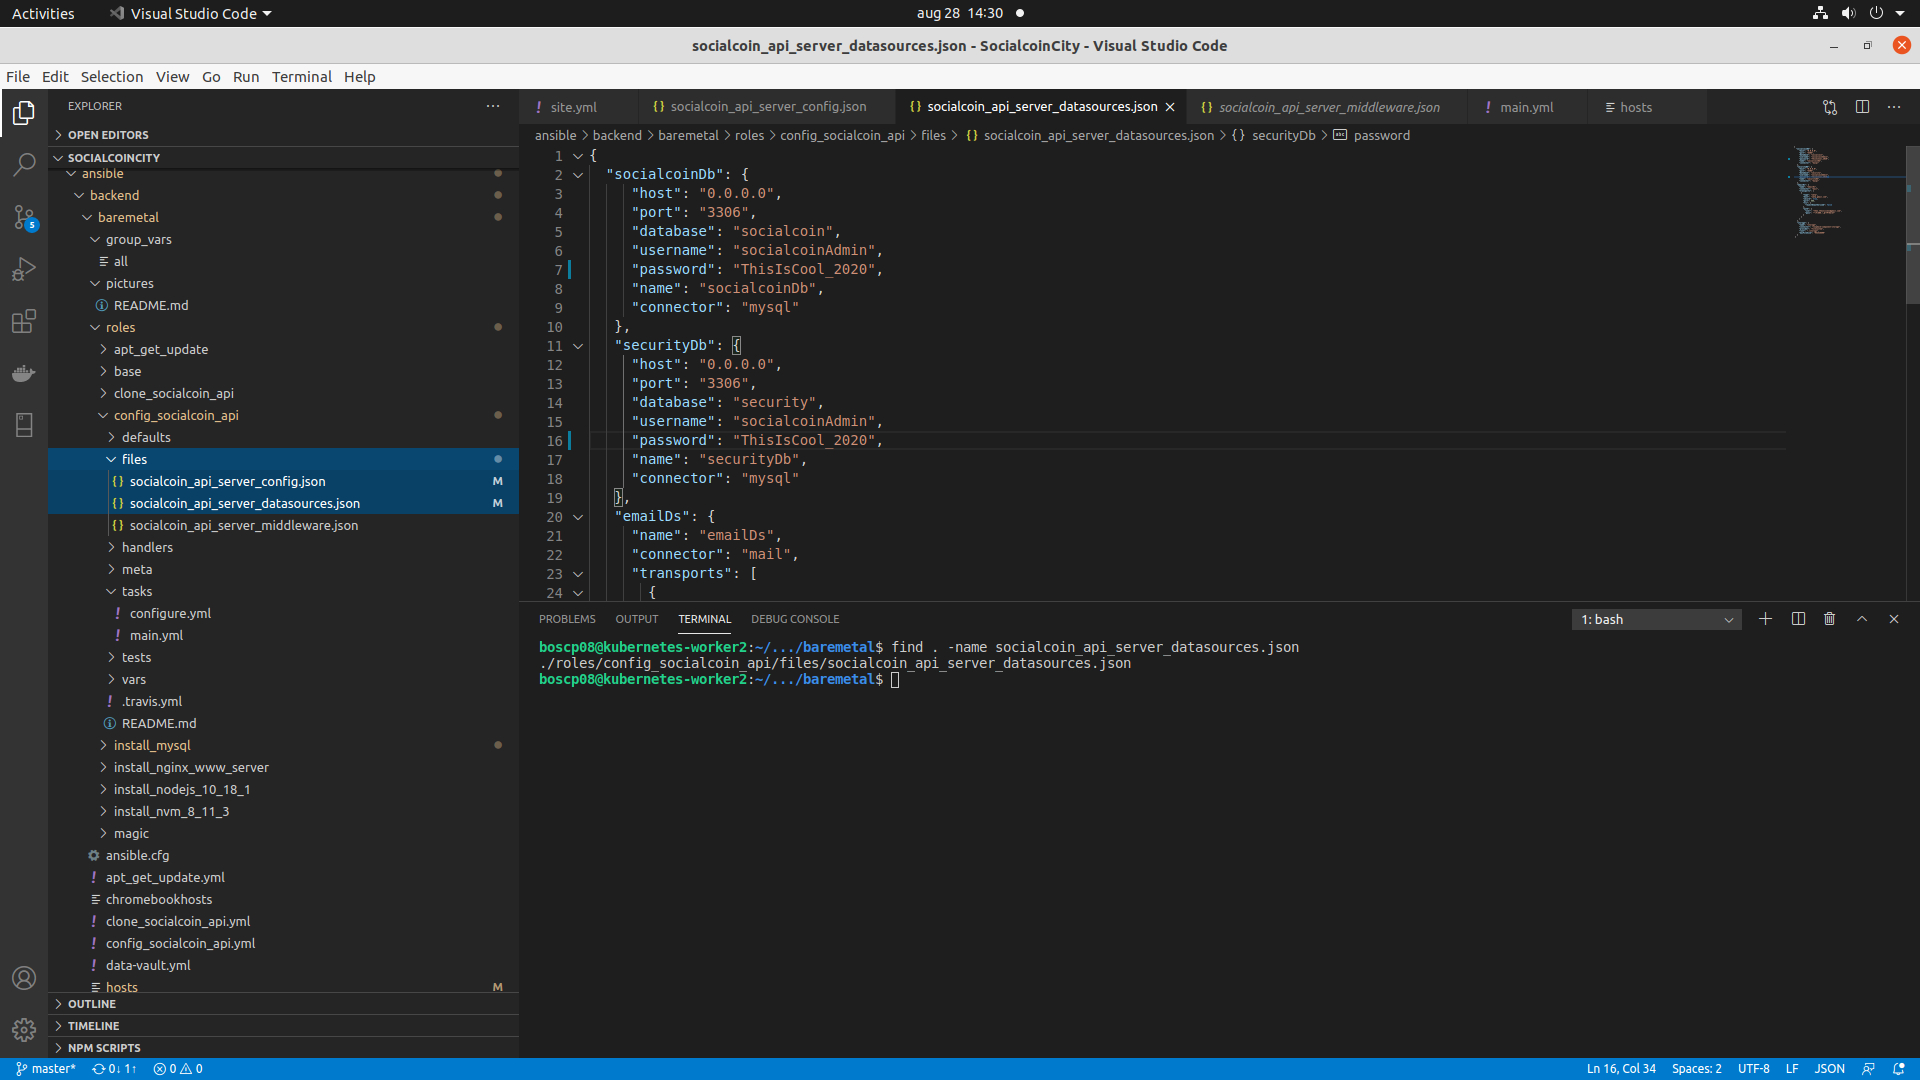 Activities
Visual Studio Code
aug 28 14:30
socialcoin_api_server_datasources.json - SocialcoinCity - Visual Studio Code
File Edit Selection View Go Run Terminal Help
EXPLORER
OPEN EDITORS
SOCIALCOINCITY
ansible
backend
baremetal
group_vars
all
pictures
README.md
roles
apt_get_update
base
clone_socialcoin_api
config_socialcoin_api
defaults
files
socialcoin_api_server_config.json M
socialcoin_api_server_datasources.json M
socialcoin_api_server_middleware.json
handlers
meta
tasks
configure.yml
main.yml
tests
vars
.travis.yml
README.md
install_mysql
install_nginx_www_server
install_nodejs_10_18_1
install_nvm_8_11_3
magic
ansible.cfg
apt_get_update.yml
chromebookhosts
clone_socialcoin_api.yml
config_socialcoin_api.yml
data-vault.yml
hosts M
OUTLINE
TIMELINE
NPM SCRIPTS
5
site.yml
socialcoin_api_server_config.json
socialcoin_api_server_datasources.json
socialcoin_api_server_middleware.json
main.yml
hosts
ansible > backend > baremetal > roles > config_socialcoin_api > files > {} socialcoin_api_server_datasources.json > {} securityDb > abc password
1 {
2 "socialcoinDb": {
3 "host": "0.0.0.0",
4 "port": "3306",
5 "database": "socialcoin",
6 "username": "socialcoinAdmin",
7 "password": "ThisIsCool_2020",
8 "name": "socialcoinDb",
9 "connector": "mysql"
10 },
11 "securityDb": {
12 "host": "0.0.0.0",
13 "port": "3306",
14 "database": "security",
15 "username": "socialcoinAdmin",
16 "password": "ThisIsCool_2020",
17 "name": "securityDb",
18 "connector": "mysql"
19 },
20 "emailDs": {
21 "name": "emailDs",
22 "connector": "mail",
23 "transports": [
24 {
PROBLEMS OUTPUT TERMINAL DEBUG CONSOLE
1: bash
boscp08@kubernetes-worker2:~/.../baremetal$ find . -name socialcoin_api_server_datasources.json
./roles/config_socialcoin_api/files/socialcoin_api_server_datasources.json
boscp08@kubernetes-worker2:~/.../baremetal$
master* 0↓ 1↑ 0 0
Ln 16, Col 34 Spaces: 2 UTF-8 LF JSON